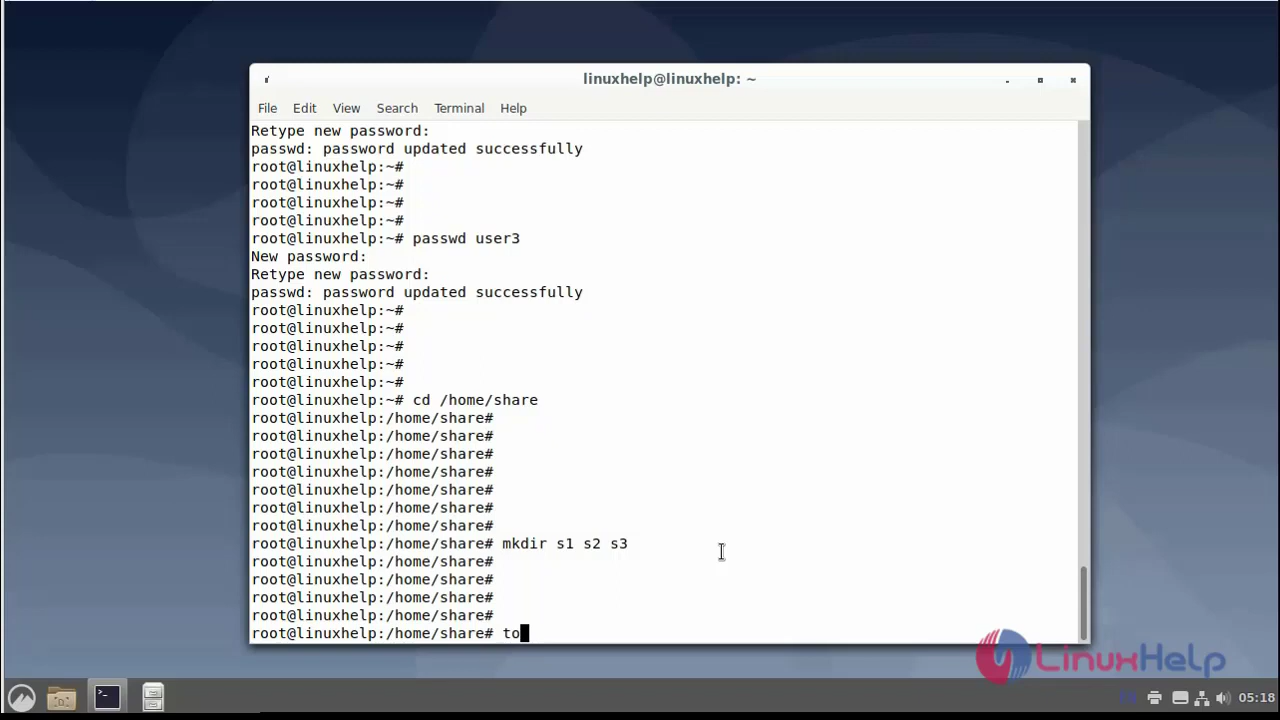 linuxhelp@linuxhelp: ~
File Edit View Search Terminal Help
Retype new password:
passwd: password updated successfully
root@linuxhelp:~#
root@linuxhelp:~#
root@linuxhelp:~#
root@linuxhelp:~#
root@linuxhelp:~# passwd user3
New password:
Retype new password:
passwd: password updated successfully
root@linuxhelp:~#
root@linuxhelp:~#
root@linuxhelp:~#
root@linuxhelp:~#
root@linuxhelp:~#
root@linuxhelp:~# cd /home/share
root@linuxhelp:/home/share#
root@linuxhelp:/home/share#
root@linuxhelp:/home/share#
root@linuxhelp:/home/share#
root@linuxhelp:/home/share#
root@linuxhelp:/home/share#
root@linuxhelp:/home/share#
root@linuxhelp:/home/share# mkdir s1 s2 s3
root@linuxhelp:/home/share#
root@linuxhelp:/home/share#
root@linuxhelp:/home/share#
root@linuxhelp:/home/share#
root@linuxhelp:/home/share# to
LinuxHelp
05:18